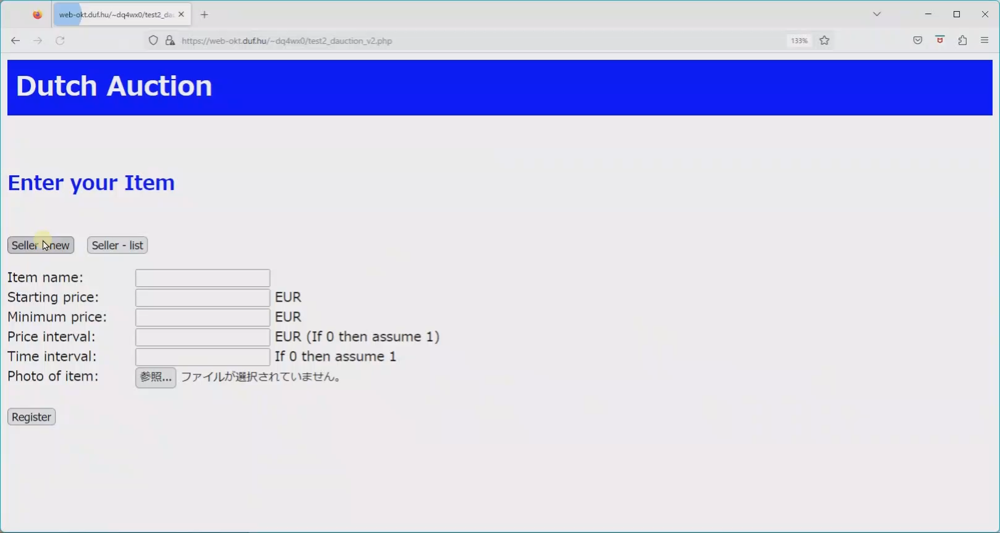 web-okt.duf.hu/~dq4wx0/test2_da
https://web-okt.duf.hu/~dq4wx0/test2_dauction_v2.php
133%
Dutch Auction
Enter your Item
Seller new Seller - list
Item name:
Starting price: EUR
Minimum price: EUR
Price interval: EUR (If 0 then assume 1)
Time interval: If 0 then assume 1
Photo of item: 参照... ファイルが選択されていません。
Register